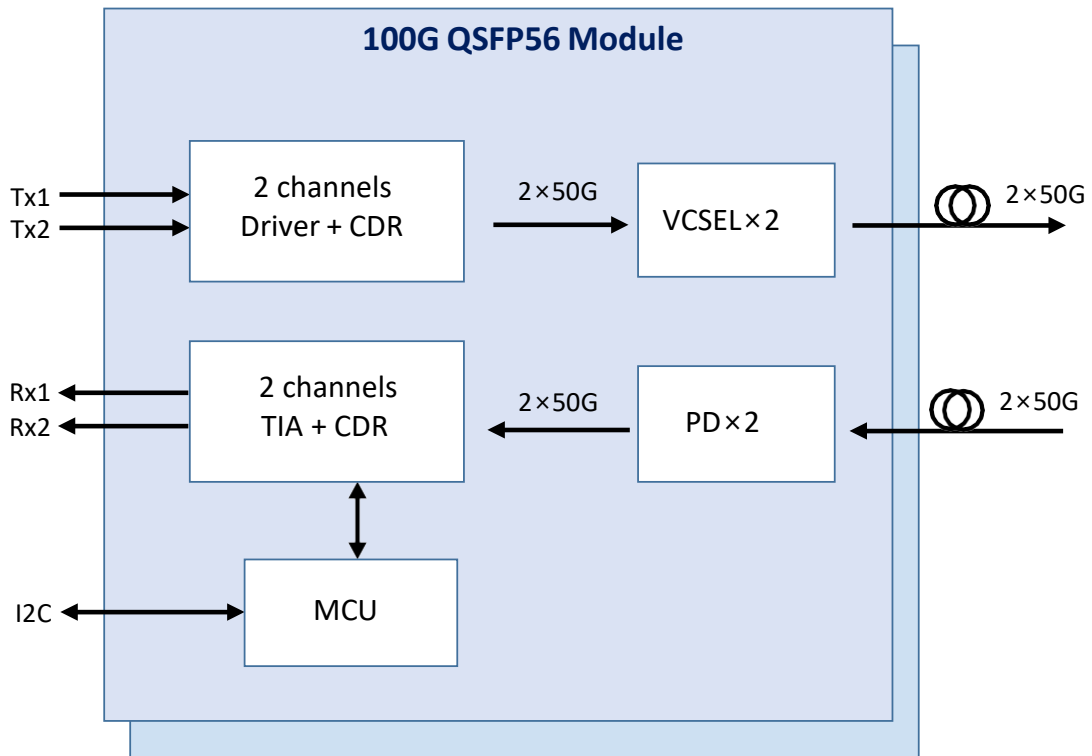 100G QSFP56 Module
Tx1
Tx2
2 channels
Driver + CDR
2×50G
VCSEL×2
2×50G
Rx1
Rx2
2 channels
TIA + CDR
2×50G
PD×2
2×50G
I2C
MCU